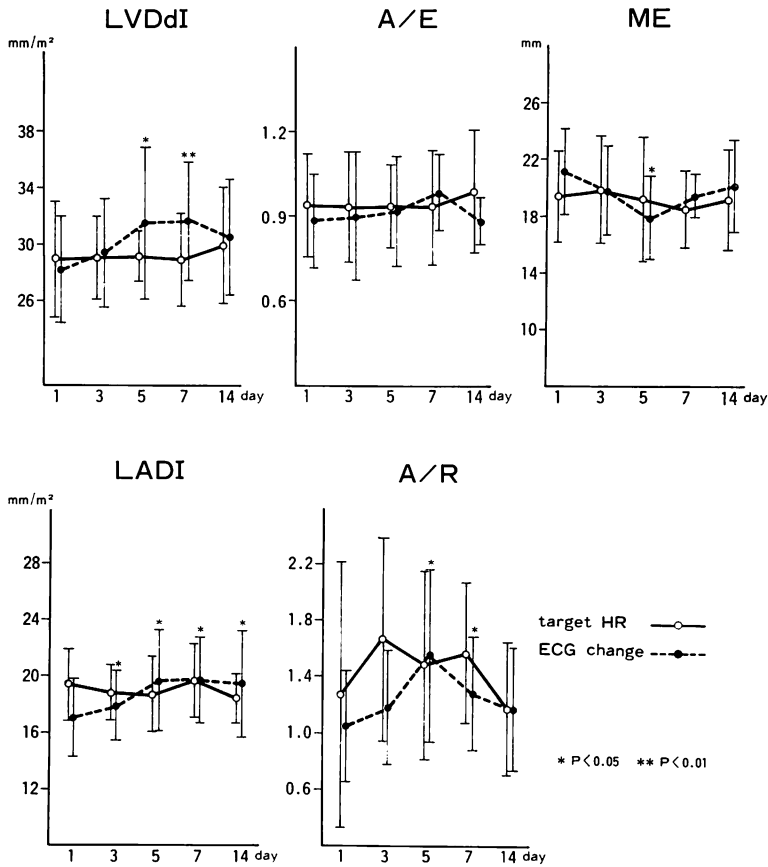 LVDdI
A/E
ME
mm/m²
mm
38
34
30
26
1.2
0.9
0.6
26
22
18
14
10
*
**
*
1 3 5 7 14 day
1 3 5 7 14 day
1 3 5 7 14 day
LADI
A/R
mm/m²
28
24
20
16
12
2.2
1.8
1.4
1.0
0.6
* * * *
*
*
target HR
ECG change
* P<0.05 ** P<0.01
1 3 5 7 14 day
1 3 5 7 14 day